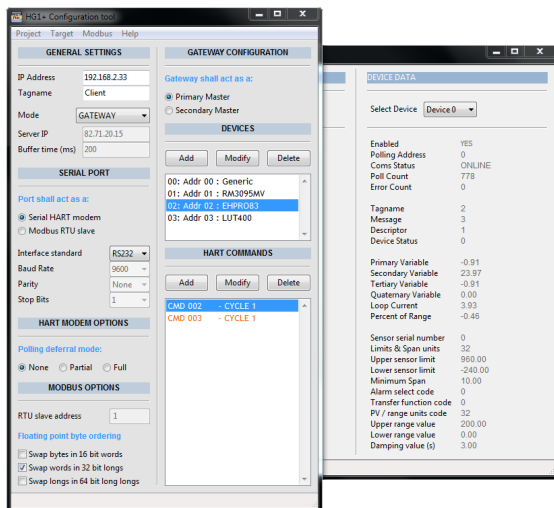 HG1+ Configuration tool
Project Target Modbus Help
GENERAL SETTINGS
IP Address 192.168.2.33
Tagname Client
Mode GATEWAY
Server IP 82.71.20.15
Buffer time (ms) 200
SERIAL PORT
Port shall act as a:
Serial HART modem
Modbus RTU slave
Interface standard RS232
Baud Rate 9600
Parity None
Stop Bits 1
HART MODEM OPTIONS
Polling deferral mode:
None Partial Full
MODBUS OPTIONS
RTU slave address 1
Floating point byte ordering
Swap bytes in 16 bit words
Swap words in 32 bit longs
Swap longs in 64 bit long longs
GATEWAY CONFIGURATION
Gateway shall act as a:
Primary Master
Secondary Master
DEVICES
Add Modify Delete
00: Addr 00 : Generic
01: Addr 01 : RM3095MV
02: Addr 02 : EHPRO83
03: Addr 03 : LUT400
HART COMMANDS
Add Modify Delete
CMD 002 - CYCLE 1
CMD 003 - CYCLE 1
DEVICE DATA
Select Device Device 0
Enabled YES
Polling Address 0
Coms Status ONLINE
Poll Count 778
Error Count 0
Tagname 2
Message 3
Descriptor 1
Device Status 0
Primary Variable -0.91
Secondary Variable 23.97
Tertiary Variable -0.91
Quaternary Variable 0.00
Loop Current 3.93
Percent of Range -0.46
Sensor serial number 0
Limits & Span units 32
Upper sensor limit 960.00
Lower sensor limit -240.00
Minimum Span 10.00
Alarm select code 0
Transfer function code 0
PV / range units code 32
Upper range value 200.00
Lower range value 0.00
Damping value (s) 3.00